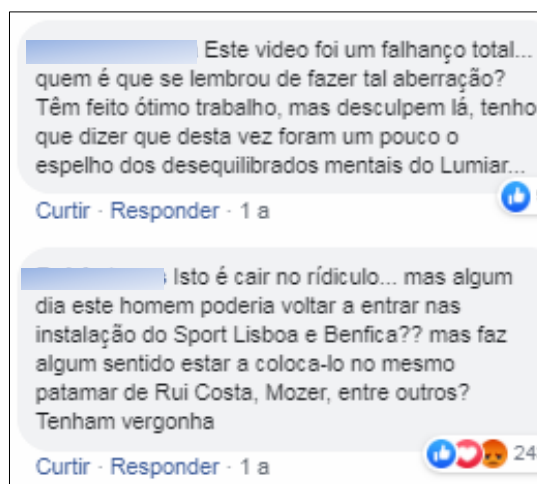 Este video foi um falhanço total...
quem é que se lembrou de fazer tal aberração?
Têm feito ótimo trabalho, mas desculpem lá, tenho
que dizer que desta vez foram um pouco o
espelho dos desequilibrados mentais do Lumiar...
Curtir · Responder · 1 a
Isto é cair no rídiculo... mas algum
dia este homem poderia voltar a entrar nas
instalação do Sport Lisboa e Benfica?? mas faz
algum sentido estar a coloca-lo no mesmo
patamar de Rui Costa, Mozer, entre outros?
Tenham vergonha
24
Curtir · Responder · 1 a